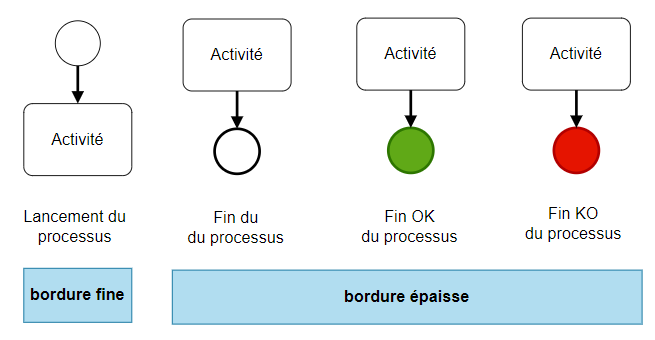 Activité
Activité
Activité
Activité
Lancement du
processus
Fin du
du processus
Fin OK
du processus
Fin KO
du processus
bordure fine
bordure épaisse